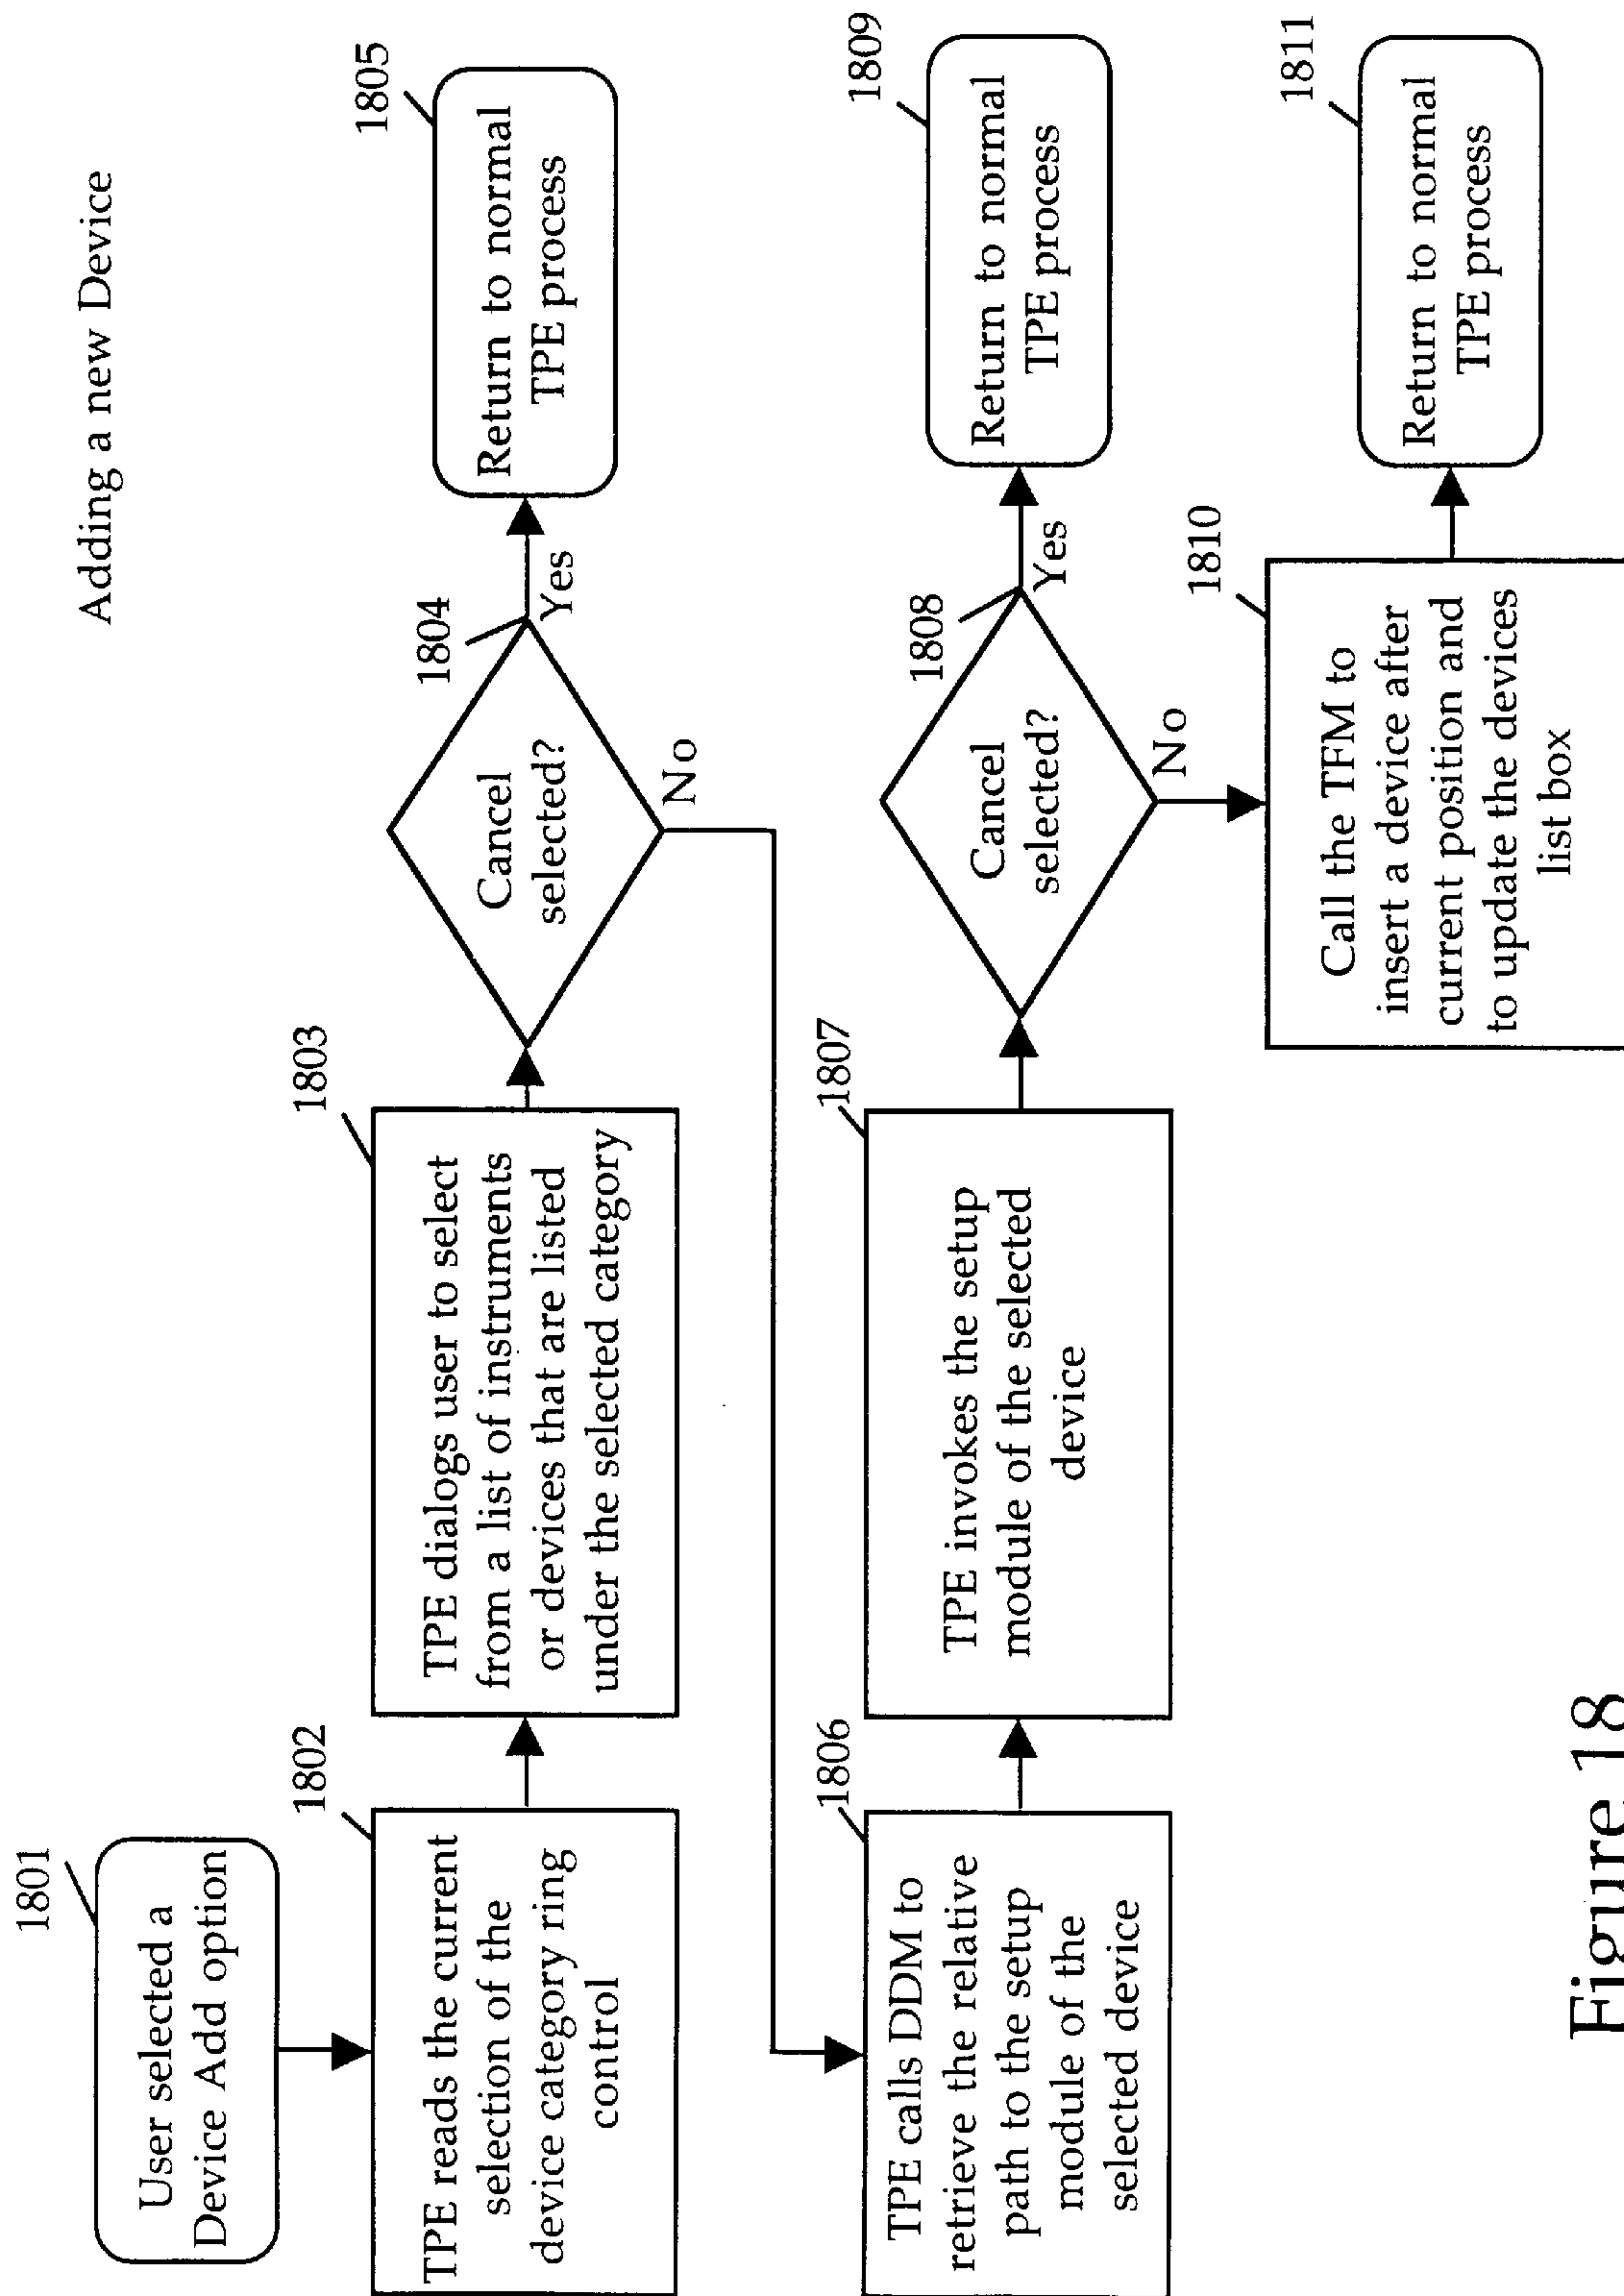 Adding a new Device
1801
User selected a
Device Add option
1802
TPE reads the current
selection of the
device category ring
control
1803
TPE dialogs user to select
from a list of instruments
or devices that are listed
under the selected category
1804
Cancel
selected?
Yes
No
1805
Return to normal
TPE process
1806
TPE calls DDM to
retrieve the relative
path to the setup
module of the
selected device
1807
TPE invokes the setup
module of the selected
device
1808
Cancel
selected?
Yes
No
1809
Return to normal
TPE process
1810
Call the TFM to
insert a device after
current position and
to update the devices
list box
1811
Return to normal
TPE process
Figure 18